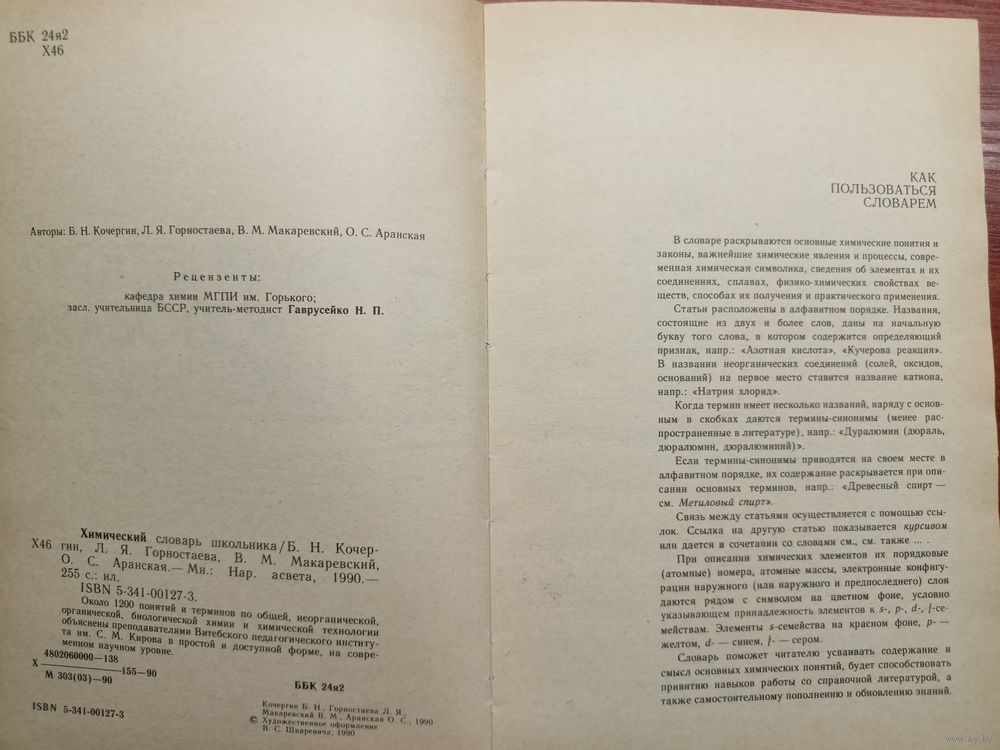 ББК 24я2
Х46
Авторы: Б. Н. Кочергин, Л. Я. Горностаева, В. М. Макаревский, О. С. Аранская
Рецензенты:
кафедра химии МГПИ им. Горького;
засл. учительница БССР, учитель-методист Гаврусейко Н. П.
Химический словарь школьника/Б. Н. Кочер-
Х46 гин, Л. Я. Горностаева, В. М. Макаревский,
О. С. Аранская.— Мн.: Нар. асвета, 1990.—
255 с.: ил.
ISBN 5-341-00127-3.
Около 1200 понятий и терминов по общей, неорганической,
органической, биологической химии и химической технологии
объяснены преподавателями Витебского педагогического институ-
та им. С. М. Кирова в простой и доступной форме, на совре-
менном научном уровне.
4802060000—138
Х 155—90
М 303(03)—90
ББК 24я2
ISBN 5-341-00127-3
Кочергин Б. Н., Горностаева Л. Я.,
Макаревский В. М., Аранская О. С., 1990
© Художественное оформление
В. С. Шнаревича, 1990
КАК
ПОЛЬЗОВАТЬСЯ
СЛОВАРЕМ
В словаре раскрываются основные химические понятия и
законы, важнейшие химические явления и процессы, совре-
менная химическая символика, сведения об элементах и их
соединениях, сплавах, физико-химических свойствах ве-
ществ, способах их получения и практического применения.
Статьи расположены в алфавитном порядке. Названия,
состоящие из двух и более слов, даны на начальную
букву того слова, в котором содержится определяющий
признак, напр.: «Азотная кислота», «Кучерова реакция».
В названии неорганических соединений (солей, оксидов,
оснований) на первое место ставится название катиона,
напр.: «Натрия хлорид».
Когда термин имеет несколько названий, наряду с основ-
ным в скобках даются термины-синонимы (менее рас-
пространенные в литературе), напр.: «Дуралюмин (дюраль,
дюралюмин, дюралюминий)».
Если термины-синонимы приводятся на своем месте в
алфавитном порядке, их содержание раскрывается при опи-
сании основных терминов, напр.: «Древесный спирт —
см. Метиловый спирт».
Связь между статьями осуществляется с помощью ссы-
лок. Ссылка на другую статью показывается курсивом
или дается в сочетании со словами см., см. также ... .
При описании химических элементов их порядковые
(атомные) номера, атомные массы, электронные конфигу-
рации наружного (или наружного и предпоследнего) слоя
даются рядом с символом на цветном фоне, условно
указывающем принадлежность элементов к s-, p-, d-, f-се-
мействам. Элементы s-семейства на красном фоне, p- —
желтом, d- — синем, f- — сером.
Словарь поможет читателю усваивать содержание и
смысл основных химических понятий, будет способствовать
привитию навыков работы со справочной литературой, а
также самостоятельному пополнению и обновлению знаний.
www.ay.by